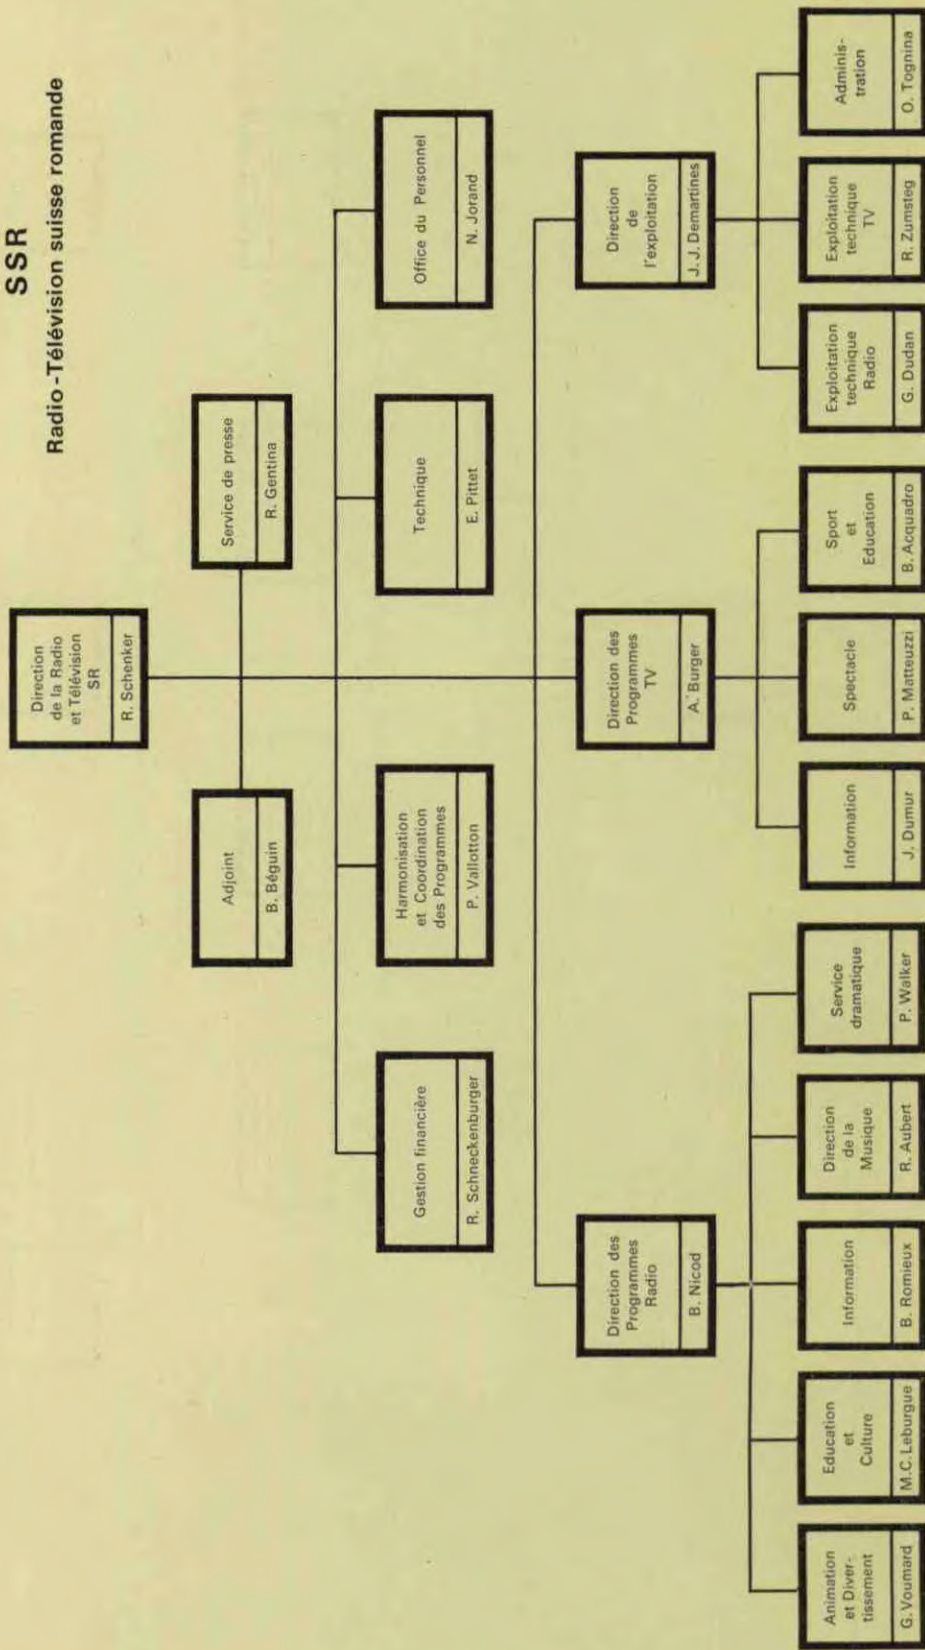 SSR
Radio-Télévision suisse romande
Direction
de la Radio
et Télévision
SR
R. Schenker
Adjoint
B. Béguin
Service de presse
R. Gentina
Gestion financière
R. Schneckenburger
Harmonisation
et Coordination
des Programmes
P. Vallotton
Technique
E. Pittet
Office du Personnel
N. Jorand
Direction des
Programmes
Radio
B. Nicod
Direction des
Programmes
TV
A. Burger
Direction
de
l'exploitation
J. J. Demartines
Animation
et Diver-
tissement
G. Voumard
Education
et
Culture
M.C. Leburgue
Information
B. Romieux
Direction
de la
Musique
R. Aubert
Service
dramatique
P. Walker
Information
J. Dumur
Spectacle
P. Matteuzzi
Sport
et
Education
B. Acquadro
Exploitation
technique
Radio
G. Dudan
Exploitation
technique
TV
R. Zumsteg
Adminis-
tration
O. Tognina